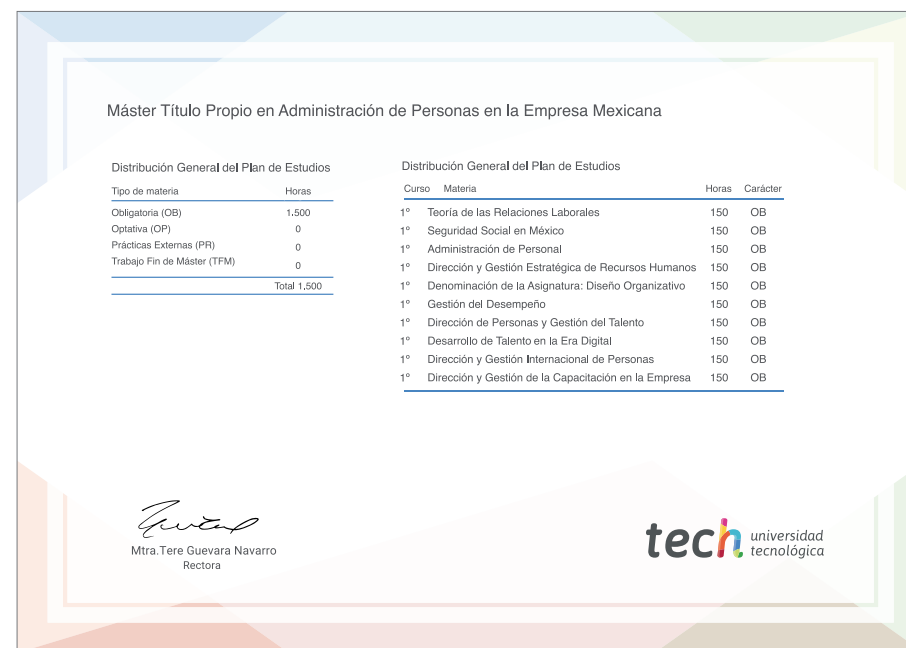 Máster Título Propio en Administración de Personas en la Empresa Mexicana
Distribución General del Plan de Estudios
Tipo de materia Horas
Obligatoria (OB) 1.500
Optativa (OP) 0
Prácticas Externas (PR) 0
Trabajo Fin de Máster (TFM) 0
Total 1,500
Distribución General del Plan de Estudios
Curso Materia Horas Carácter
1º Teoría de las Relaciones Laborales 150 OB
1º Seguridad Social en México 150 OB
1º Administración de Personal 150 OB
1º Dirección y Gestión Estratégica de Recursos Humanos 150 OB
1º Denominación de la Asignatura: Diseño Organizativo 150 OB
1º Gestión del Desempeño 150 OB
1º Dirección de Personas y Gestión del Talento 150 OB
1º Desarrollo de Talento en la Era Digital 150 OB
1º Dirección y Gestión Internacional de Personas 150 OB
1º Dirección y Gestión de la Capacitación en la Empresa 150 OB
Mtra.Tere Guevara Navarro
Rectora
tech universidad
tecnológica